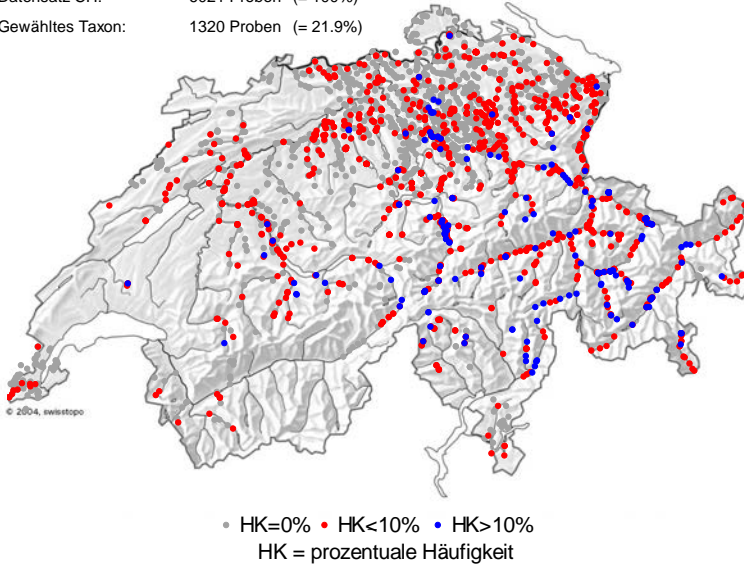 Gewähltes Taxon: 1320 Proben (= 21.9%)
© 2004, swisstopo
HK=0% HK<10% HK>10%
HK = prozentuale Häufigkeit